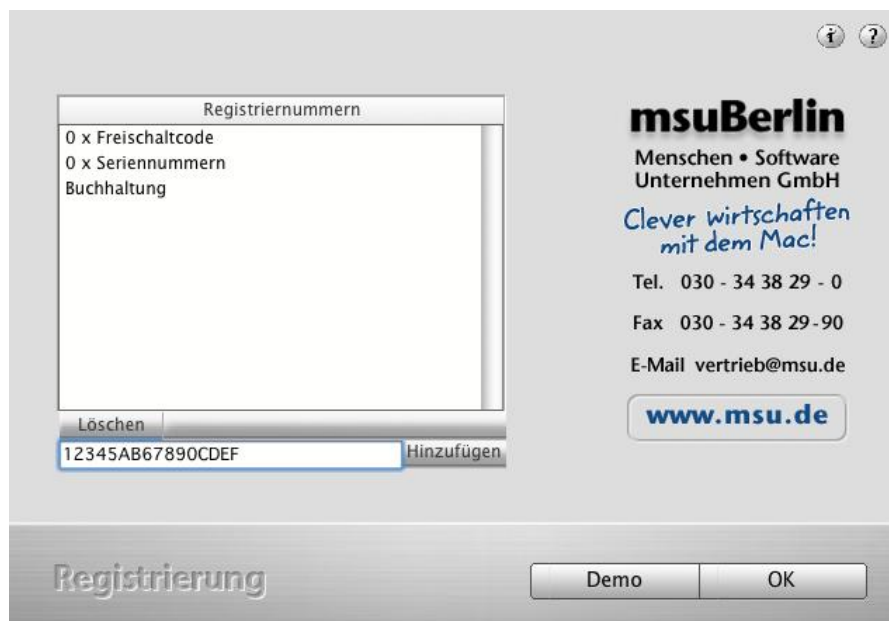 i ?
Registriernummern
0 x Freischaltcode
0 x Seriennummern
Buchhaltung
Löschen
12345AB67890CDEF
Hinzufügen
msuBerlin
Menschen • Software
Unternehmen GmbH
Clever wirtschaften
mit dem Mac!
Tel. 030 - 34 38 29 - 0
Fax 030 - 34 38 29-90
E-Mail vertrieb@msu.de
www.msu.de
Registrierung
Demo
OK